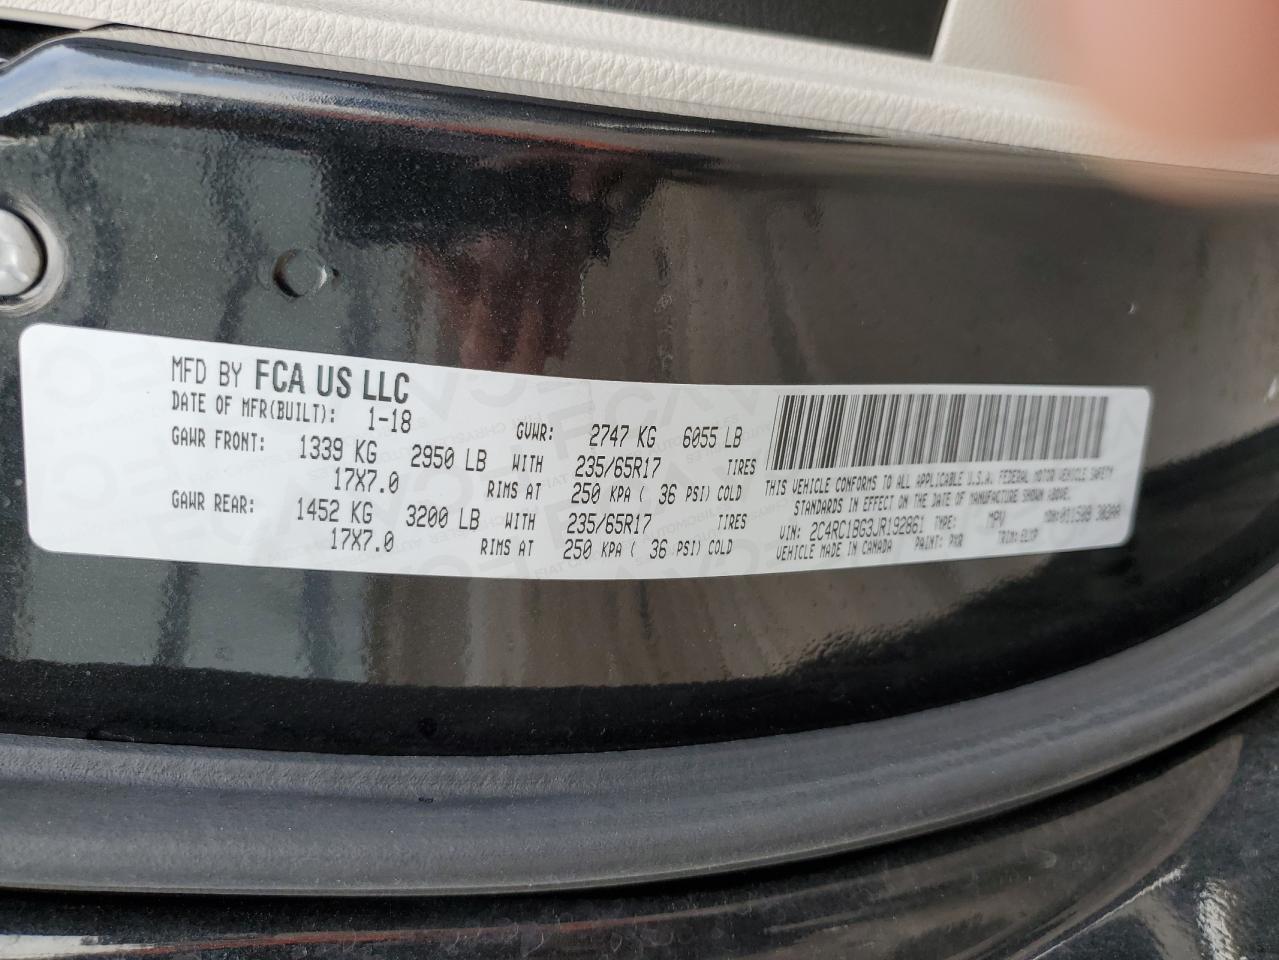 MFD BY FCA US LLC
DATE OF MFR(BUILT): 1-18
GVWR: 2747 KG 6055 LB
GAWR FRONT: 1339 KG 2950 LB WITH 235/65R17 TIRES
17X7.0 RIMS AT 250 KPA ( 36 PSI) COLD
GAWR REAR: 1452 KG 3200 LB WITH 235/65R17 TIRES
17X7.0 RIMS AT 250 KPA ( 36 PSI) COLD
THIS VEHICLE CONFORMS TO ALL APPLICABLE U.S.A. FEDERAL MOTOR VEHICLE SAFETY
STANDARDS IN EFFECT ON THE DATE OF MANUFACTURE SHOWN ABOVE.
VIN: 2C4RC1BG3JR192861 TYPE: MPV MDH:
VEHICLE MADE IN CANADA PAINT: PXR TRIM: